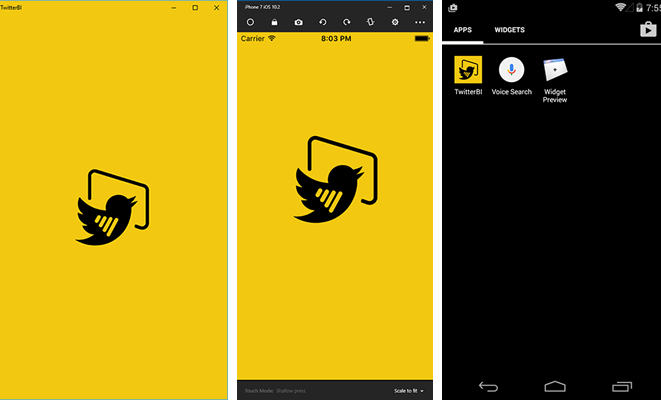 TwitterBI
iPhone 7 iOS 10.2
Carrier
8:03 PM
Touch Mode: Shallow press
Scale to fit
7:55
APPS
WIDGETS
TwitterBI
Voice Search
Widget
Preview